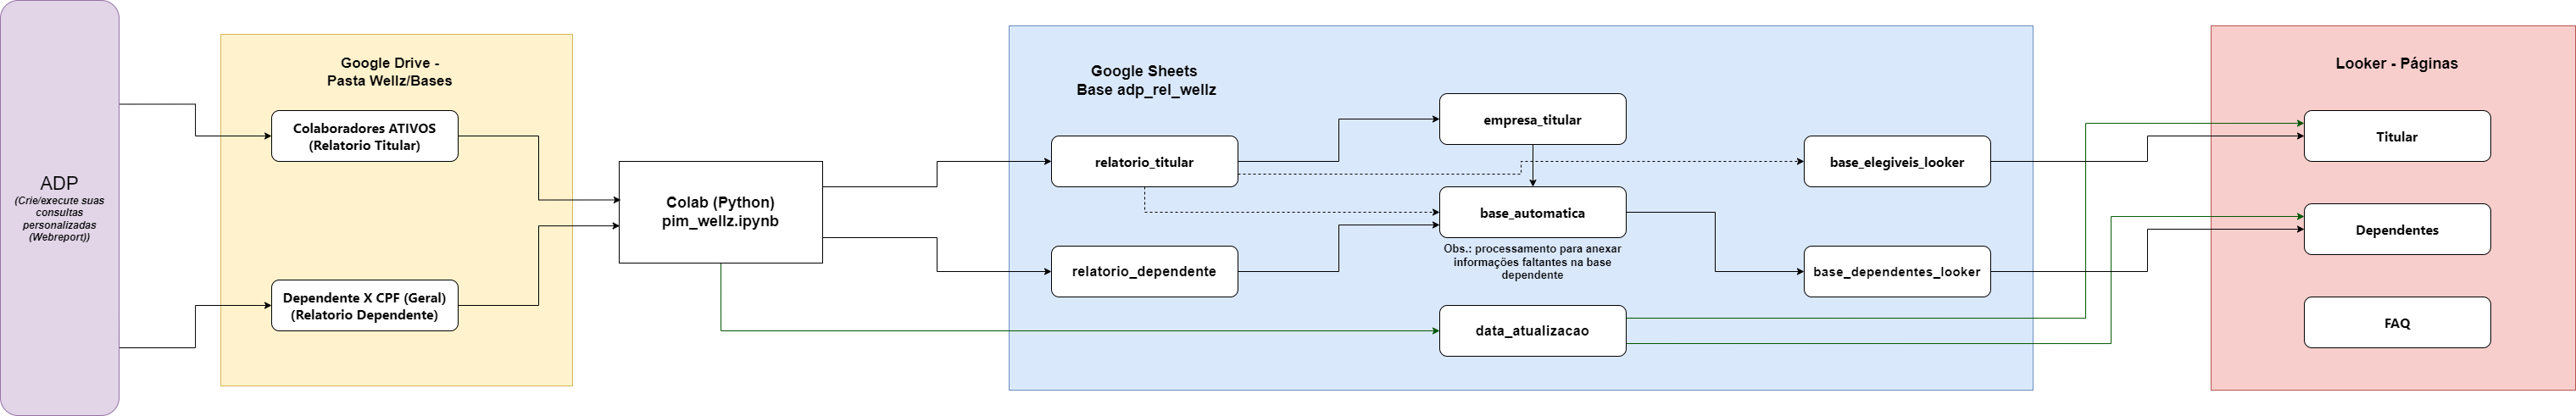 ADP
(Crie/execute suas
consultas
personalizadas
(Webreport))
Google Drive -
Pasta Wellz/Bases
Colaboradores ATIVOS
(Relatorio Titular)
Dependente X CPF (Geral)
(Relatorio Dependente)
Colab (Python)
pim_wellz.ipynb
Google Sheets
Base adp_rel_wellz
relatorio_titular
relatorio_dependente
empresa_titular
base_automatica
Obs.: processamento para anexar
informações faltantes na base
dependente
data_atualizacao
base_elegiveis_looker
base_dependentes_looker
Looker - Páginas
Titular
Dependentes
FAQ